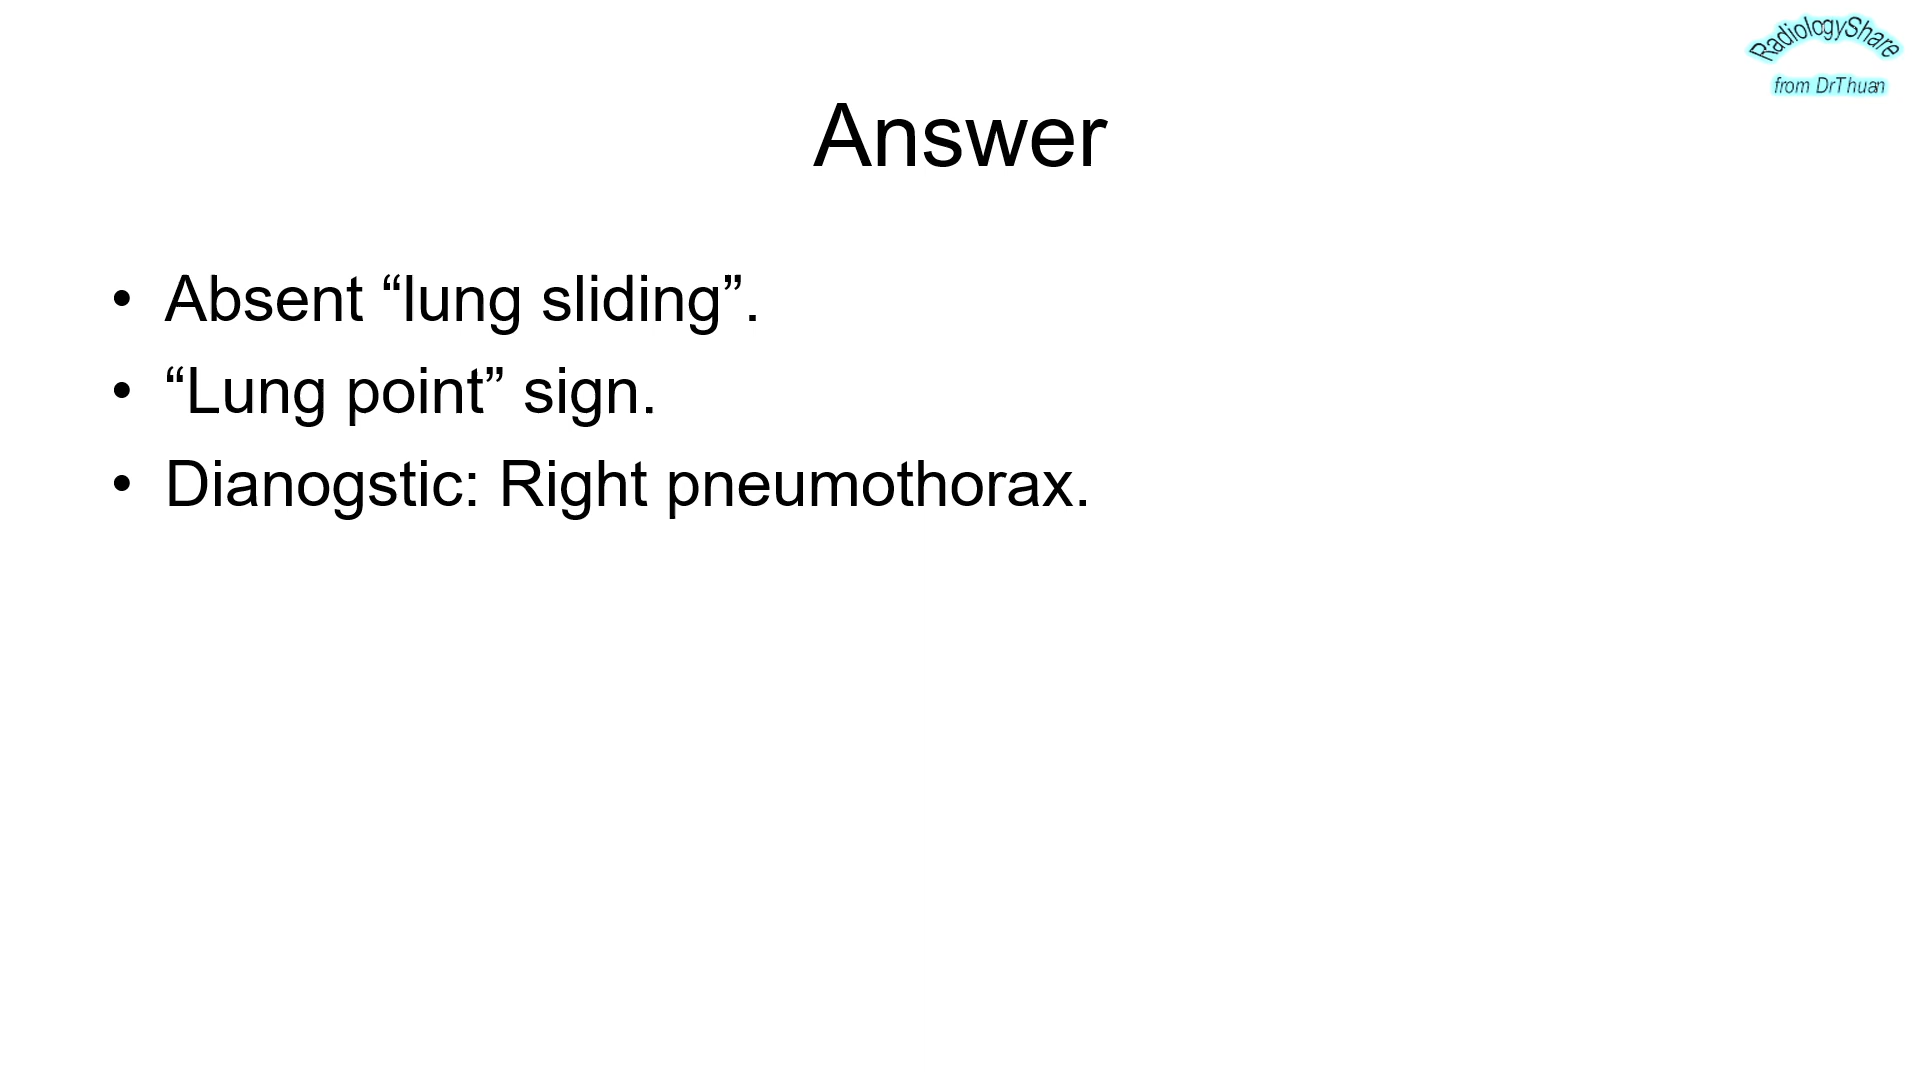 RadiologyShare
from DrThuan
Answer
• Absent “lung sliding”.
• “Lung point” sign.
• Dianogstic: Right pneumothorax.